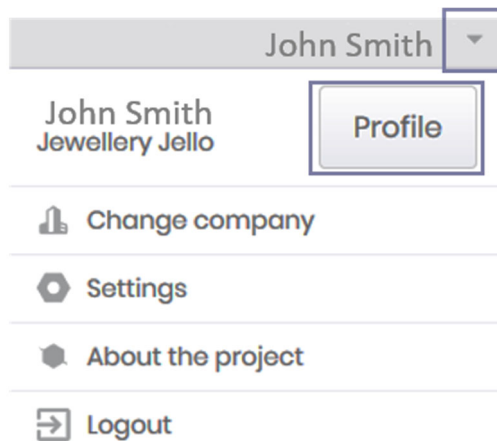 John Smith
John Smith
Profile
Jewellery Jello
Change company
Settings
About the project
Logout